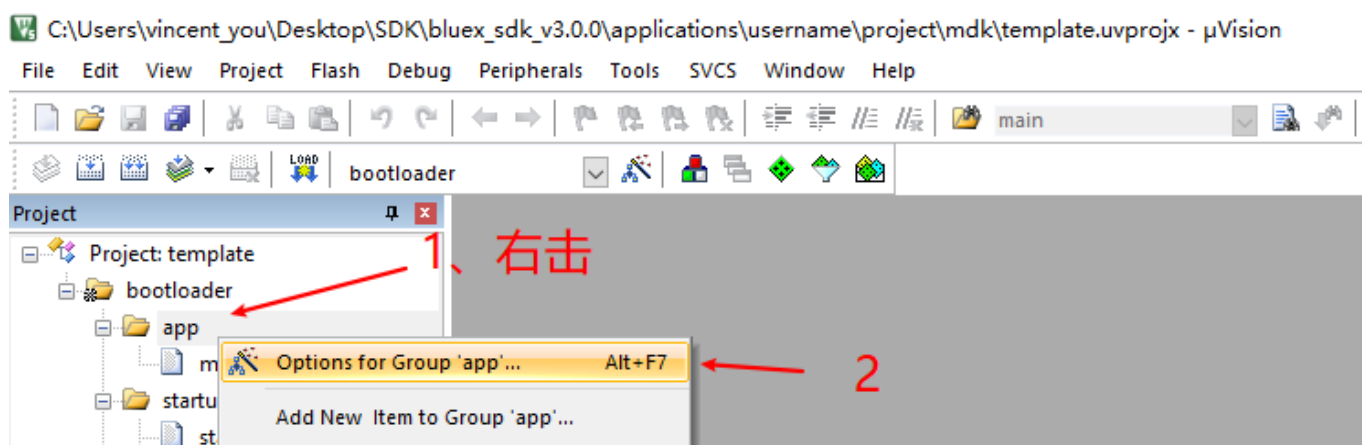 C:\Users\vincent_you\Desktop\SDK\bluex_sdk_v3.0.0\applications\username\project\mdk\template.uvprojx - µVision
File Edit View Project Flash Debug Peripherals Tools SVCS Window Help
main
LOAD bootloader
Project
Project: template
1、右击
bootloader
app
m
Options for Group 'app'... Alt+F7
2
startu
Add New Item to Group 'app'...
st